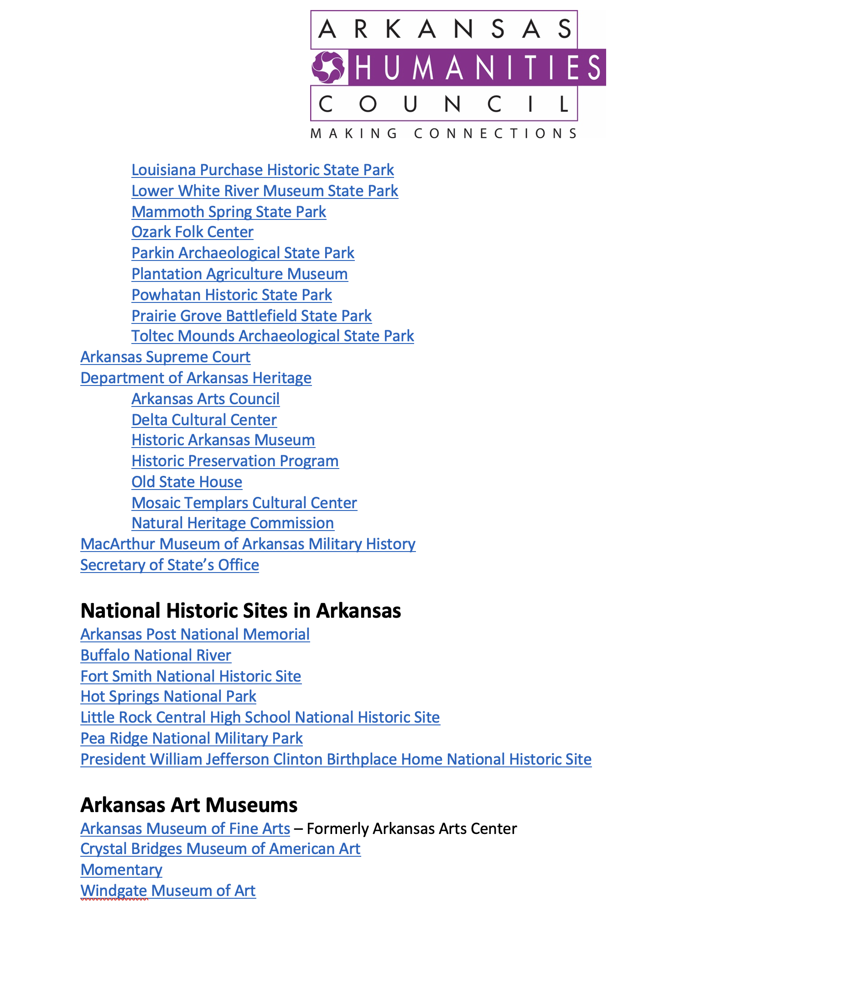 ARKANSAS
HUMANITIES
COUNCIL
MAKING CONNECTIONS
Louisiana Purchase Historic State Park
Lower White River Museum State Park
Mammoth Spring State Park
Ozark Folk Center
Parkin Archaeological State Park
Plantation Agriculture Museum
Powhatan Historic State Park
Prairie Grove Battlefield State Park
Toltec Mounds Archaeological State Park
Arkansas Supreme Court
Department of Arkansas Heritage
Arkansas Arts Council
Delta Cultural Center
Historic Arkansas Museum
Historic Preservation Program
Old State House
Mosaic Templars Cultural Center
Natural Heritage Commission
MacArthur Museum of Arkansas Military History
Secretary of State’s Office
National Historic Sites in Arkansas
Arkansas Post National Memorial
Buffalo National River
Fort Smith National Historic Site
Hot Springs National Park
Little Rock Central High School National Historic Site
Pea Ridge National Military Park
President William Jefferson Clinton Birthplace Home National Historic Site
Arkansas Art Museums
Arkansas Museum of Fine Arts – Formerly Arkansas Arts Center
Crystal Bridges Museum of American Art
Momentary
Windgate Museum of Art